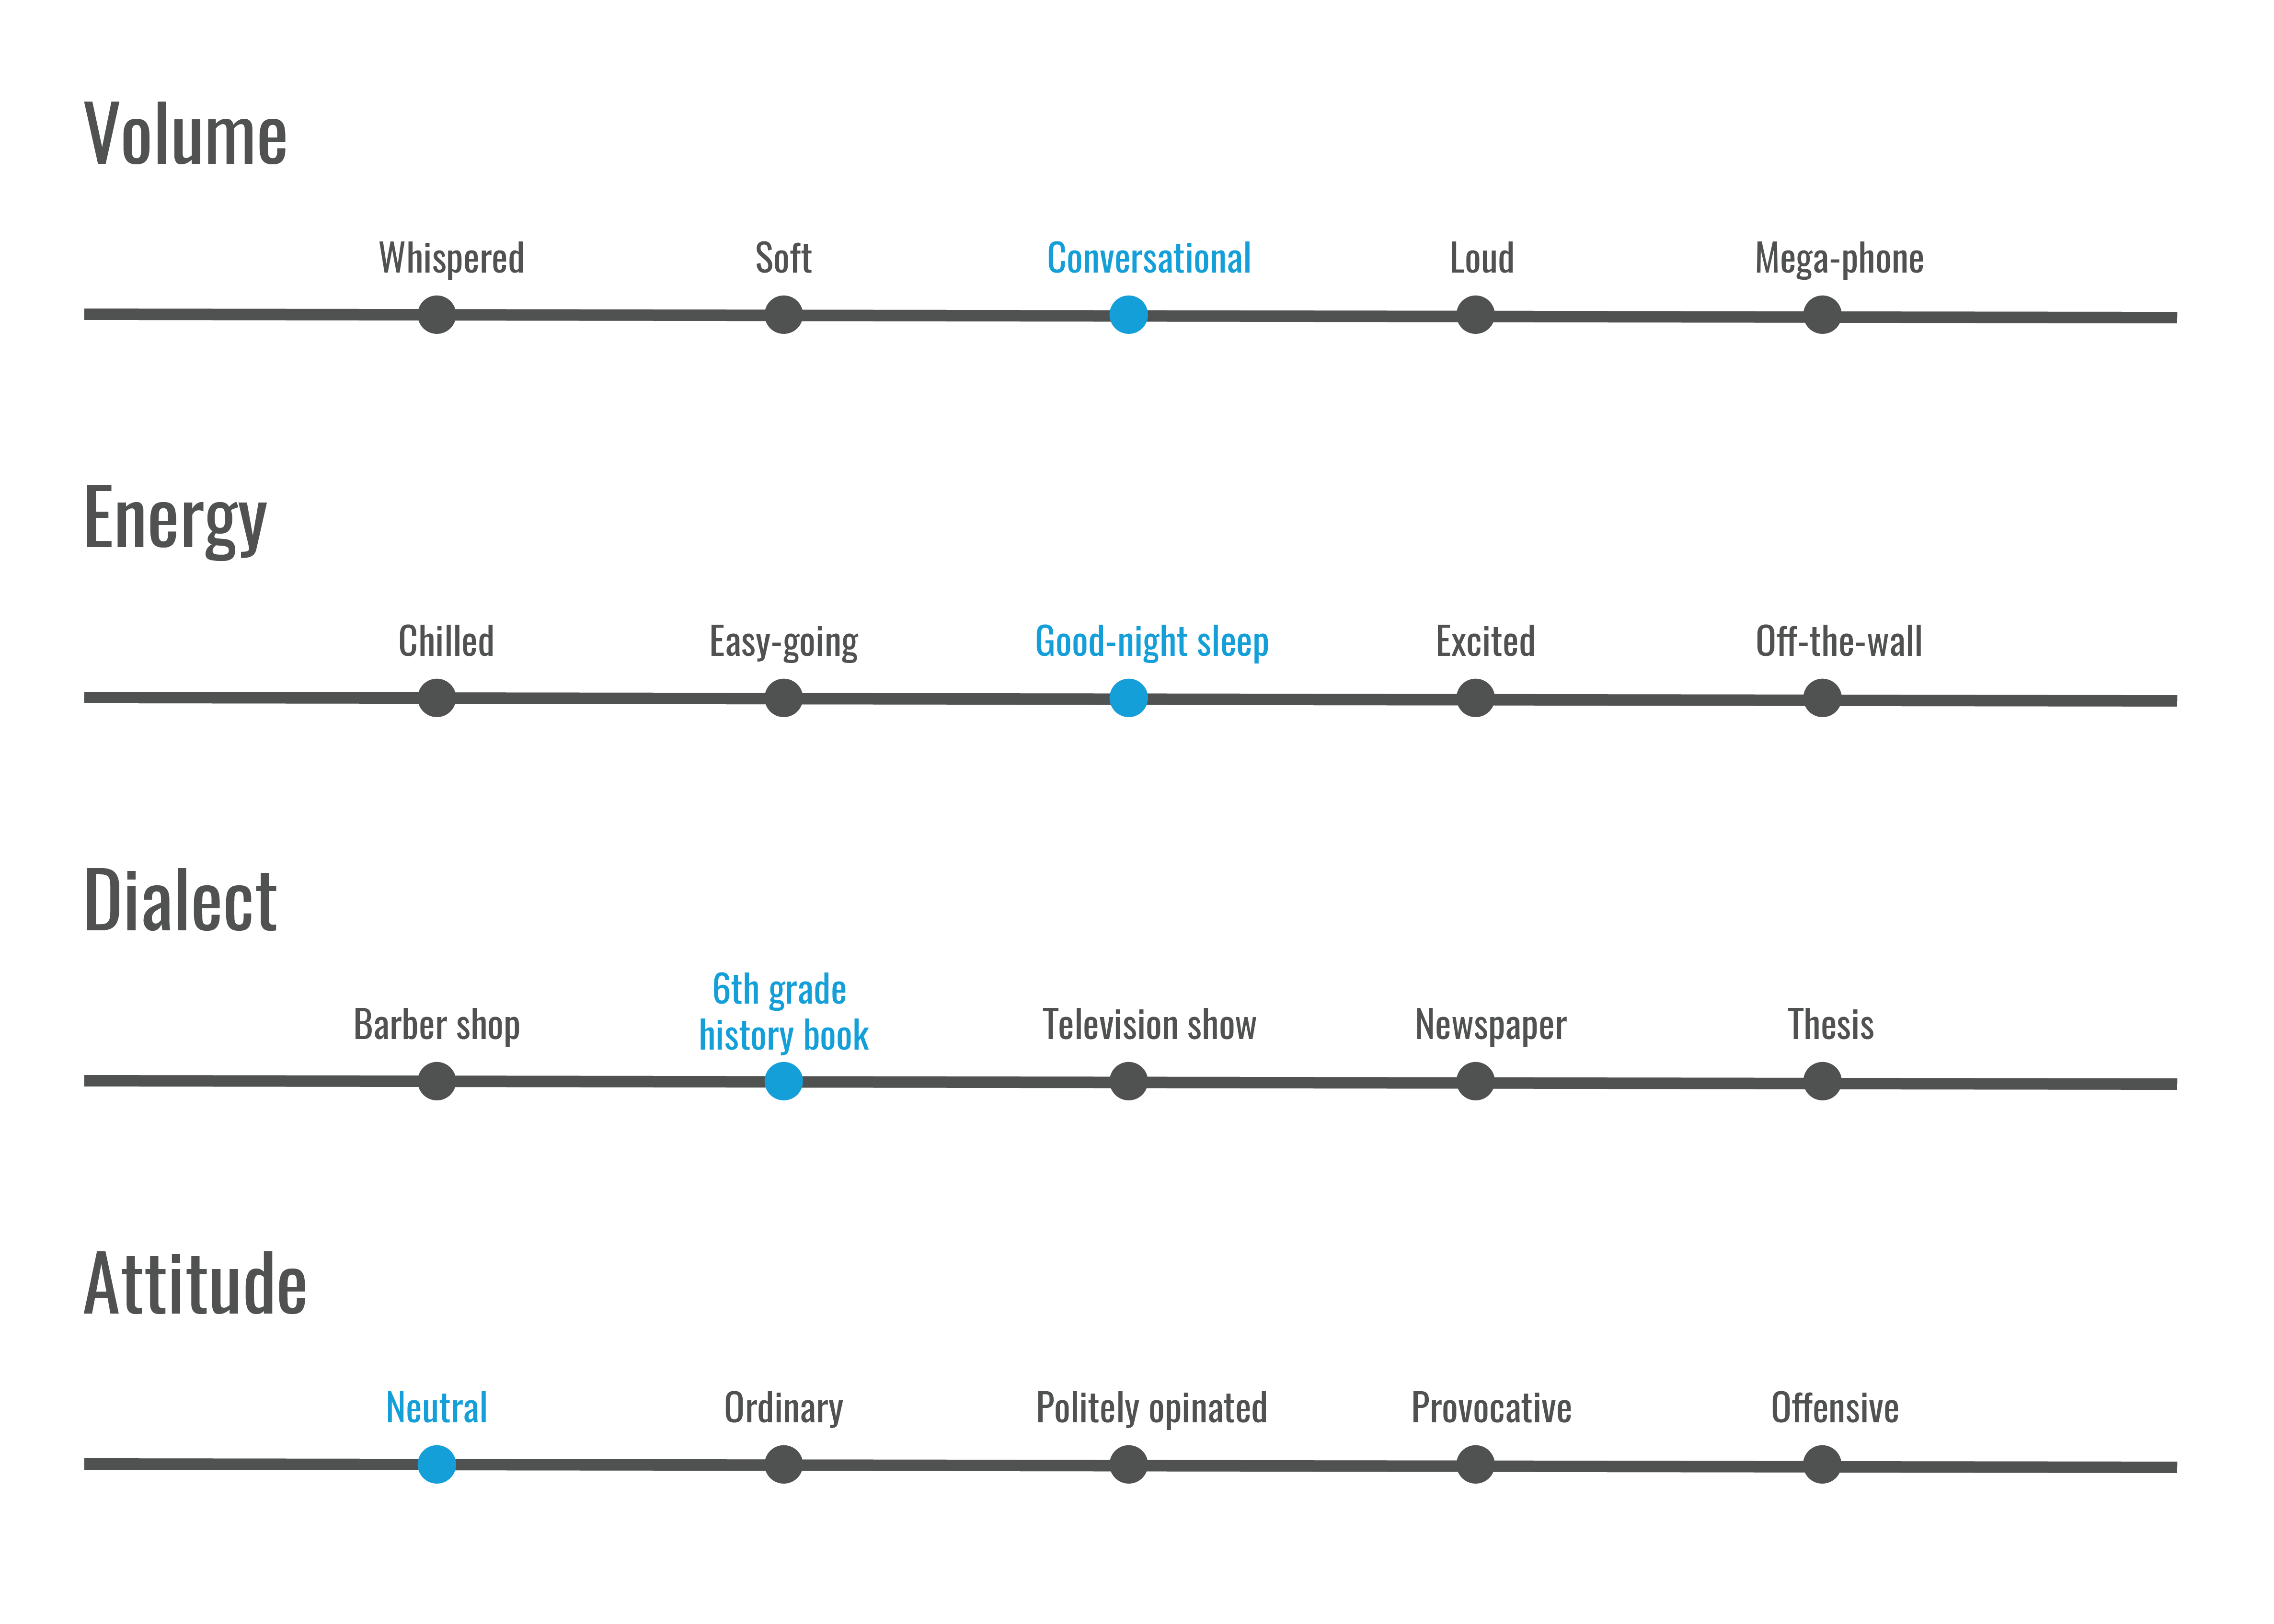 Volume
Whispered
Soft
Conversational
Loud
Mega-phone
Energy
Chilled
Easy-going
Good-night sleep
Excited
Off-the-wall
Dialect
Barber shop
6th grade
history book
Television show
Newspaper
Thesis
Attitude
Neutral
Ordinary
Politely opinated
Provocative
Offensive